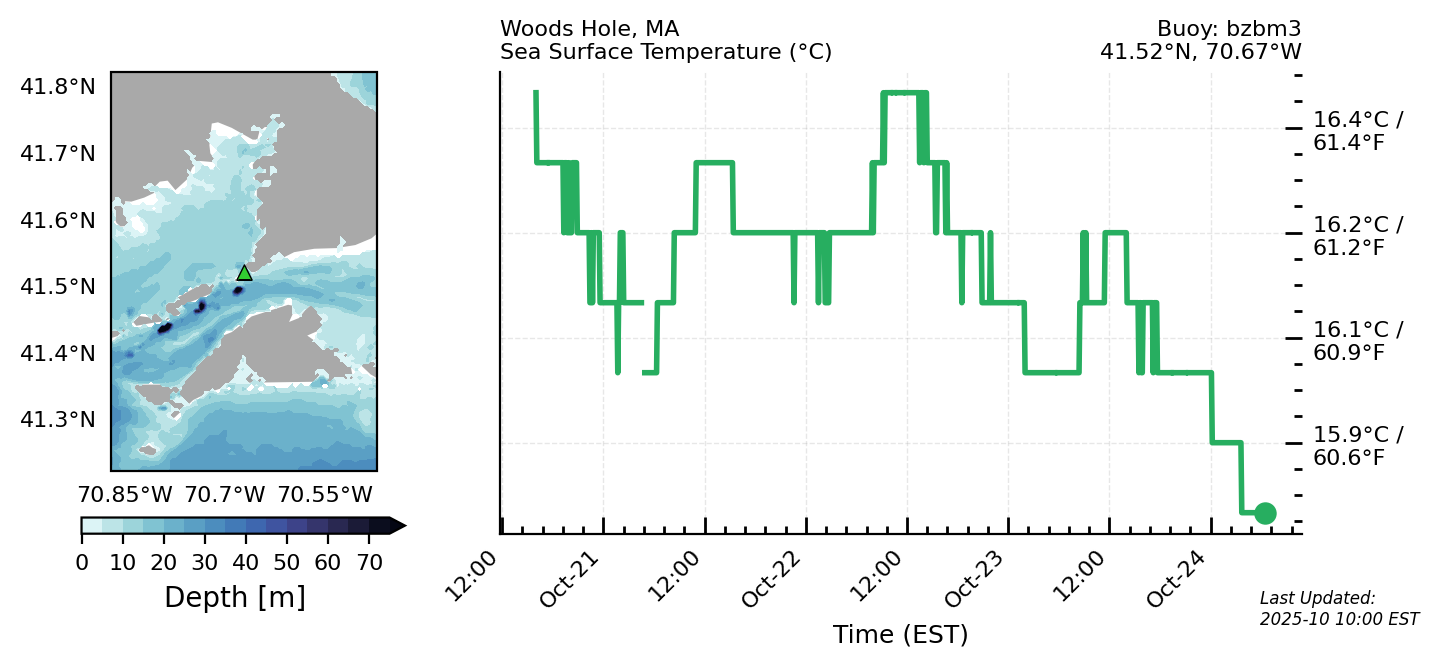 Woods Hole, MA
Sea Surface Temperature (°C)
Buoy: bzbm3
41.52°N, 70.67°W
41.8°N
41.7°N
41.6°N
41.5°N
41.4°N
41.3°N
70.85°W 70.7°W 70.55°W
0 10 20 30 40 50 60 70
Depth [m]
16.4°C /
61.4°F
16.2°C /
61.2°F
16.1°C /
60.9°F
15.9°C /
60.6°F
12:00 Oct-21 12:00 Oct-22 12:00 Oct-23 12:00 Oct-24
Time (EST)
Last Updated:
2025-10 10:00 EST